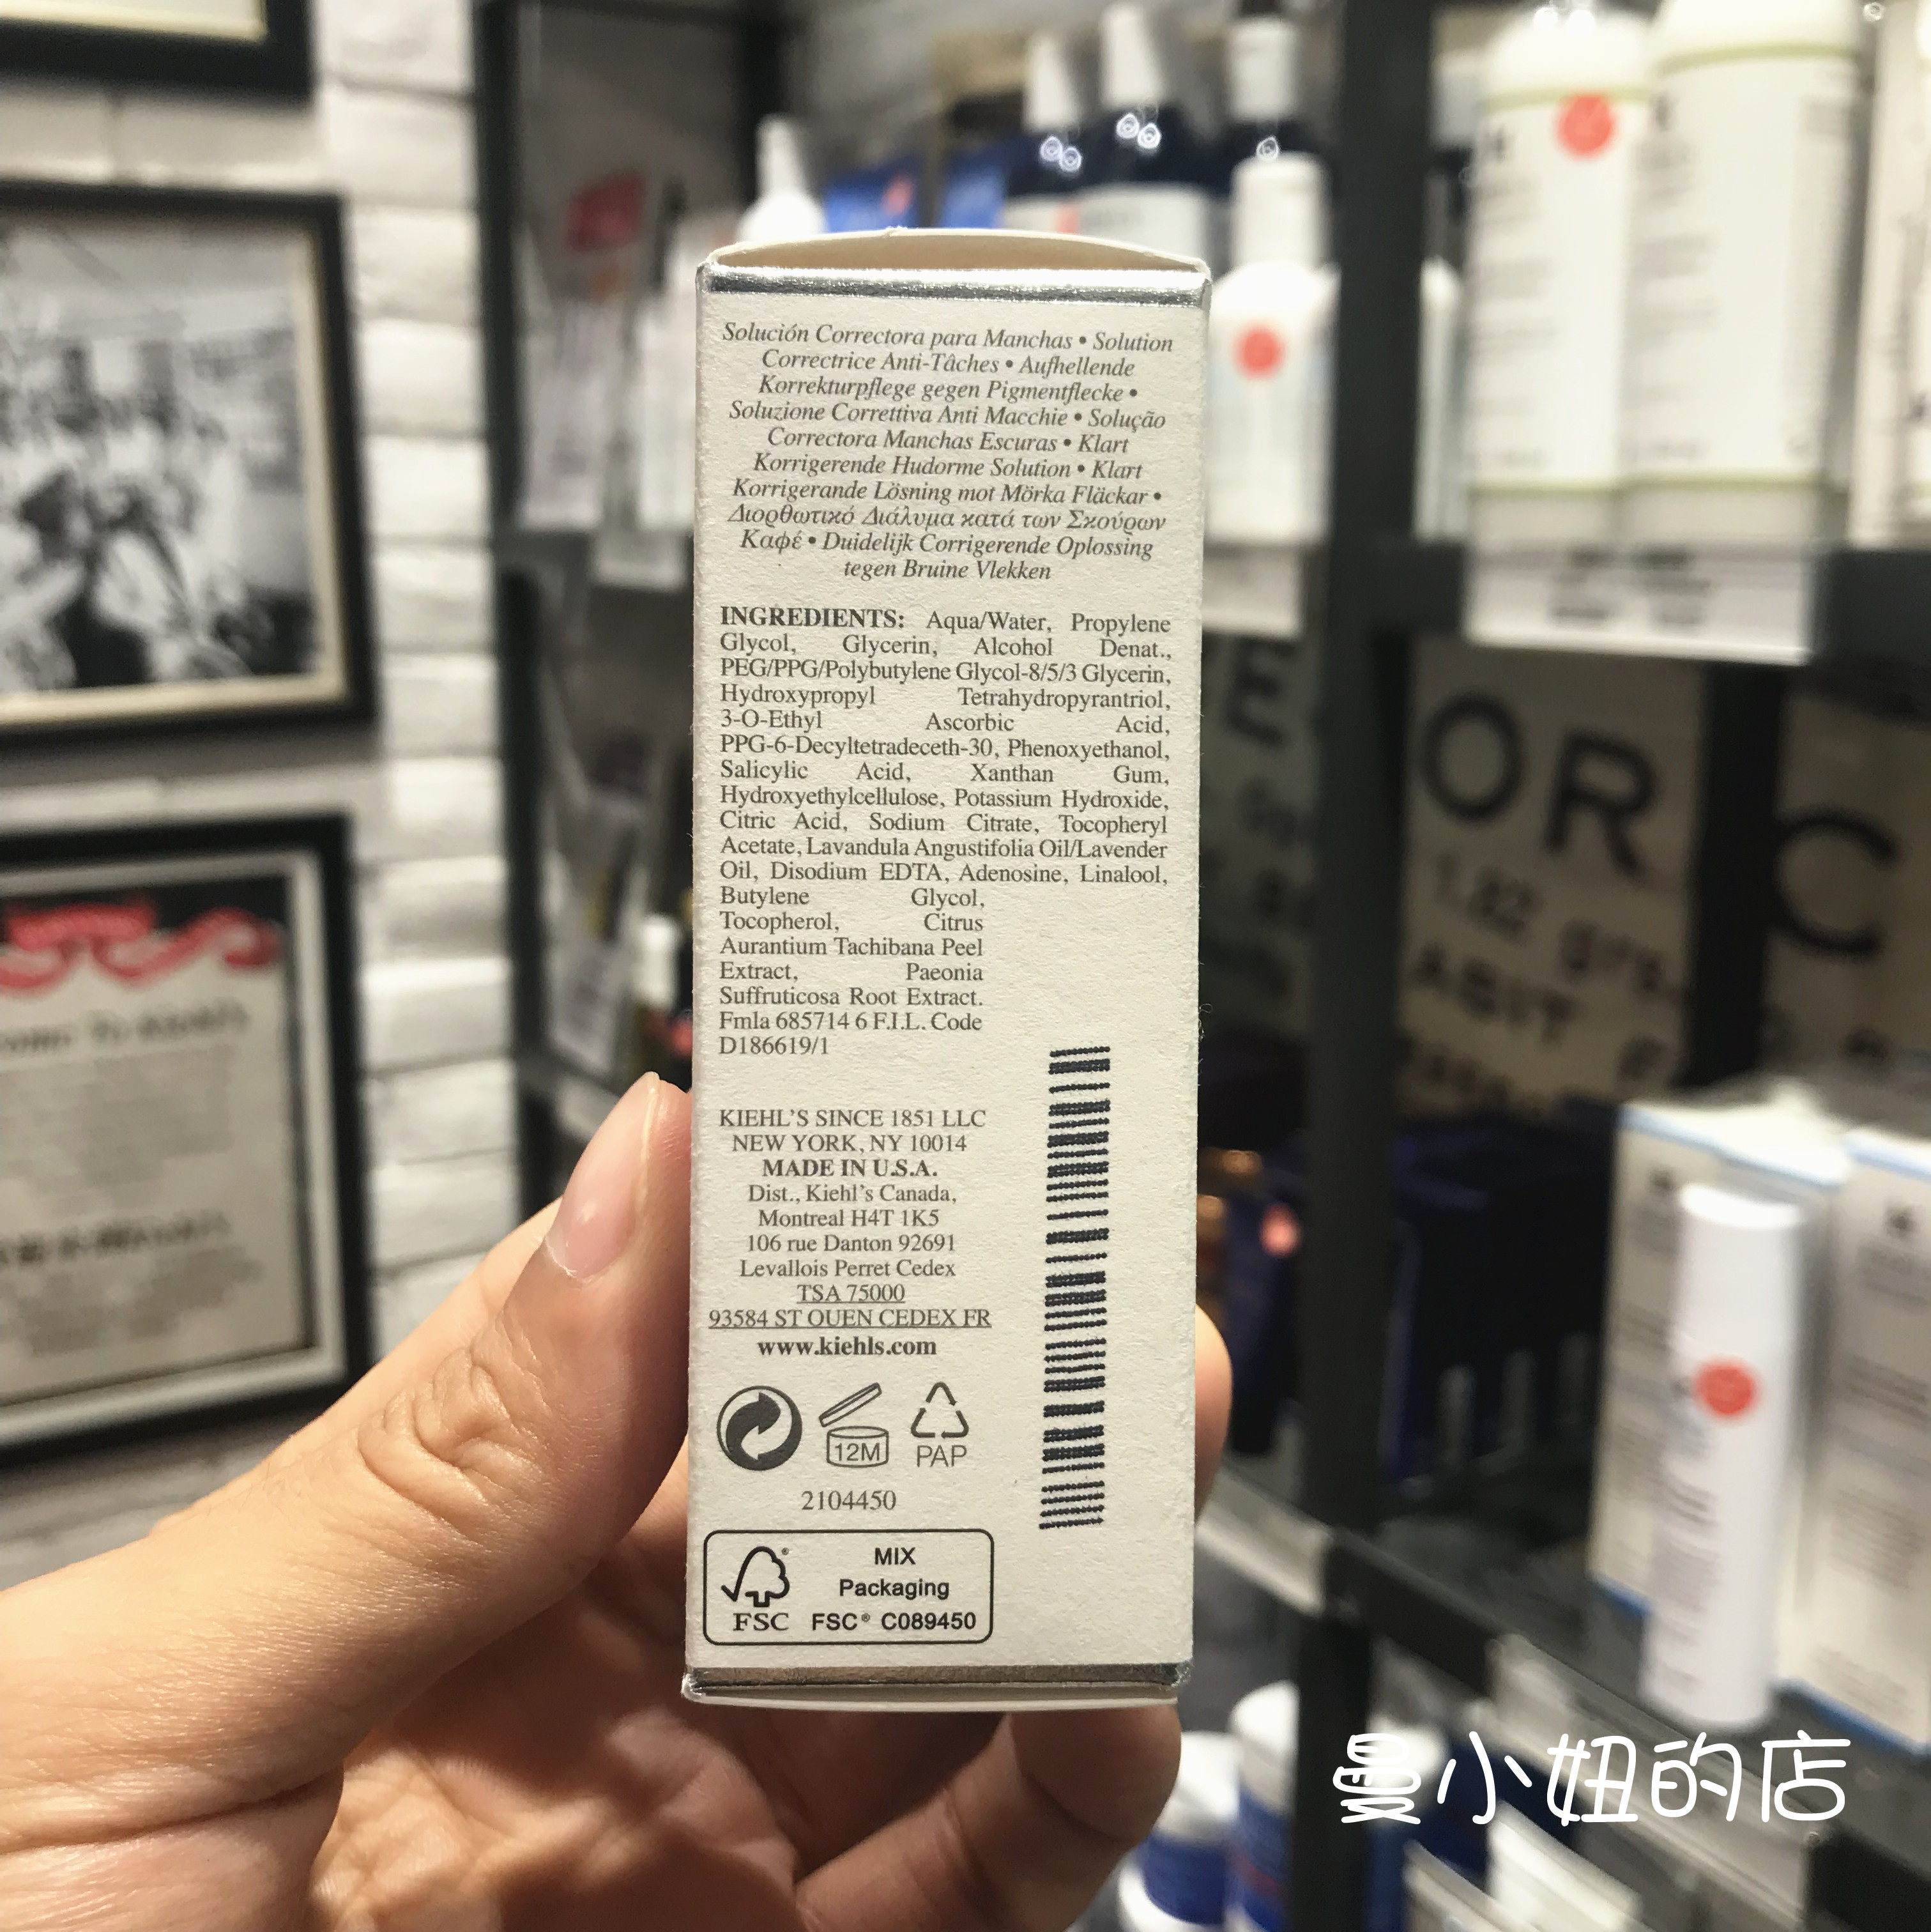 Solución Correctora para Manchas • Solution
Correctrice Anti-Tâches • Aufhellende
Korrekturpflege gegen Pigmentflecke •
Soluzione Correttiva Anti Macchie • Solução
Correctora Manchas Escuras • Klart
Korrigerende Hudorme Solution • Klart
Korrigerande Lösning mot Mörka Fläckar •
Διορθωτικό Διάλυμα κατά των Σκούρων
Καφέ • Duidelijk Corrigerende Oplossing
tegen Bruine Vlekken
INGREDIENTS: Aqua/Water, Propylene
Glycol, Glycerin, Alcohol Denat.,
PEG/PPG/Polybutylene Glycol-8/5/3 Glycerin,
Hydroxypropyl Tetrahydropyrantriol,
3-O-Ethyl Ascorbic Acid,
PPG-6-Decyltetradeceth-30, Phenoxyethanol,
Salicylic Acid, Xanthan Gum,
Hydroxyethylcellulose, Potassium Hydroxide,
Citric Acid, Sodium Citrate, Tocopheryl
Acetate, Lavandula Angustifolia Oil/Lavender
Oil, Disodium EDTA, Adenosine, Linalool,
Butylene Glycol,
Tocopherol, Citrus
Aurantium Tachibana Peel
Extract, Paeonia
Suffruticosa Root Extract.
Fmla 685714 6 F.I.L. Code
D186619/1
KIEHL'S SINCE 1851 LLC
NEW YORK, NY 10014
MADE IN U.S.A.
Dist., Kiehl's Canada,
Montreal H4T 1K5
106 rue Danton 92691
Levallois Perret Cedex
TSA 75000
93584 ST OUEN CEDEX FR
www.kiehls.com
12M
PAP
2104450
MIX
Packaging
FSC FSC® C089450
OR
C
曼小妞的店